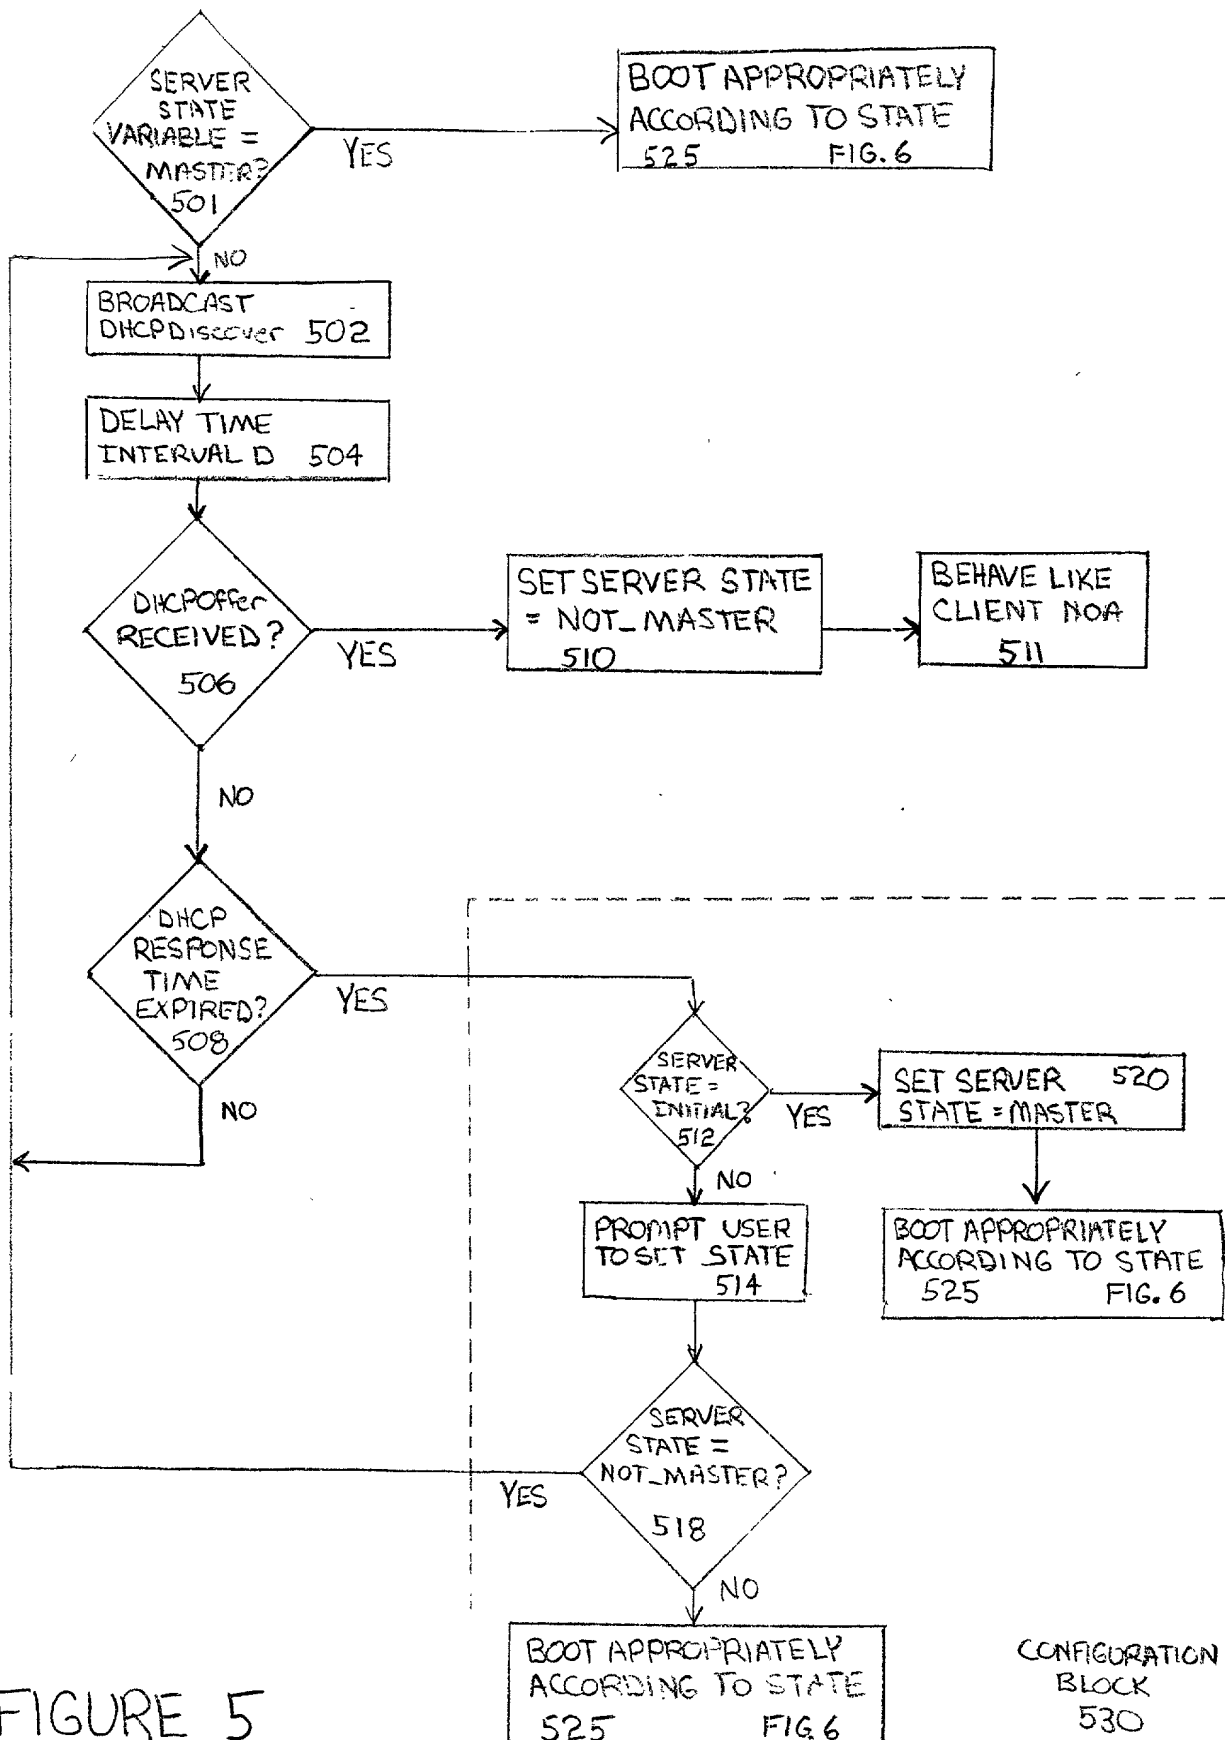 SERVER
STATE
VARIABLE =
MASTER?
501
YES
BOOT APPROPRIATELY
ACCORDING TO STATE
525 FIG. 6
NO
BROADCAST
DHCPDiscover 502
DELAY TIME
INTERVAL D 504
DHCPOffer
RECEIVED?
506
YES
SET SERVER STATE
= NOT_MASTER
510
BEHAVE LIKE
CLIENT NOA
511
NO
DHCP
RESPONSE
TIME
EXPIRED?
508
YES
NO
SERVER
STATE =
INITIAL?
512
YES
SET SERVER 520
STATE = MASTER
NO
PROMPT USER
TO SET STATE
514
BOOT APPROPRIATELY
ACCORDING TO STATE
525 FIG. 6
SERVER
STATE =
NOT_MASTER?
518
YES
NO
BOOT APPROPRIATELY
ACCORDING TO STATE
525 FIG 6
CONFIGURATION
BLOCK
530
FIGURE 5